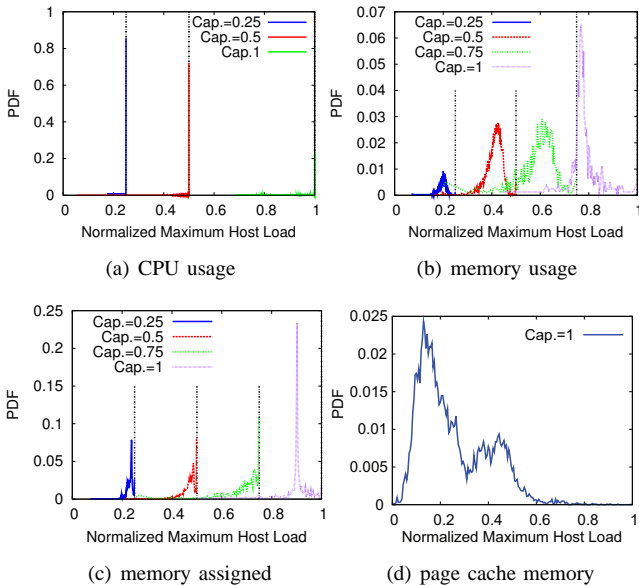 Cap.=0.25
Cap.=0.5
Cap.1
PDF
1
0.8
0.6
0.4
0.2
0
0 0.2 0.4 0.6 0.8 1
Normalized Maximum Host Load
(a) CPU usage
Cap.=0.25
Cap.=0.5
Cap.=0.75
Cap.=1
PDF
0.07
0.06
0.05
0.04
0.03
0.02
0.01
0
0 0.2 0.4 0.6 0.8 1
Normalized Maximum Host Load
(b) memory usage
Cap.=0.25
Cap.=0.5
Cap.=0.75
Cap.=1
PDF
0.25
0.2
0.15
0.1
0.05
0
0 0.2 0.4 0.6 0.8 1
Normalized Maximum Host Load
(c) memory assigned
Cap.=1
PDF
0.025
0.02
0.015
0.01
0.005
0
0 0.2 0.4 0.6 0.8 1
Normalized Maximum Host Load
(d) page cache memory